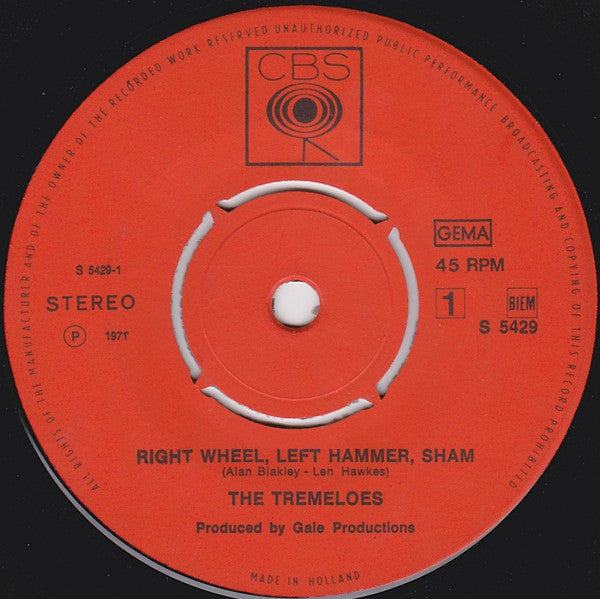 ALL RIGHTS OF THE MANUFACTURER AND OF THE OWNER OF THE RECORDED WORK RESERVED UNAUTHORIZED PUBLIC PERFORMANCE BROADCASTING AND COPYING OF THIS RECORD PROHIBITED
CBS
GEMA
S 5429-1
45 RPM
STEREO
1
BIEM
S 5429
P 1971
RIGHT WHEEL, LEFT HAMMER, SHAM
(Alan Blakley - Len Hawkes)
THE TREMELOES
Produced by Gale Productions
MADE IN HOLLAND